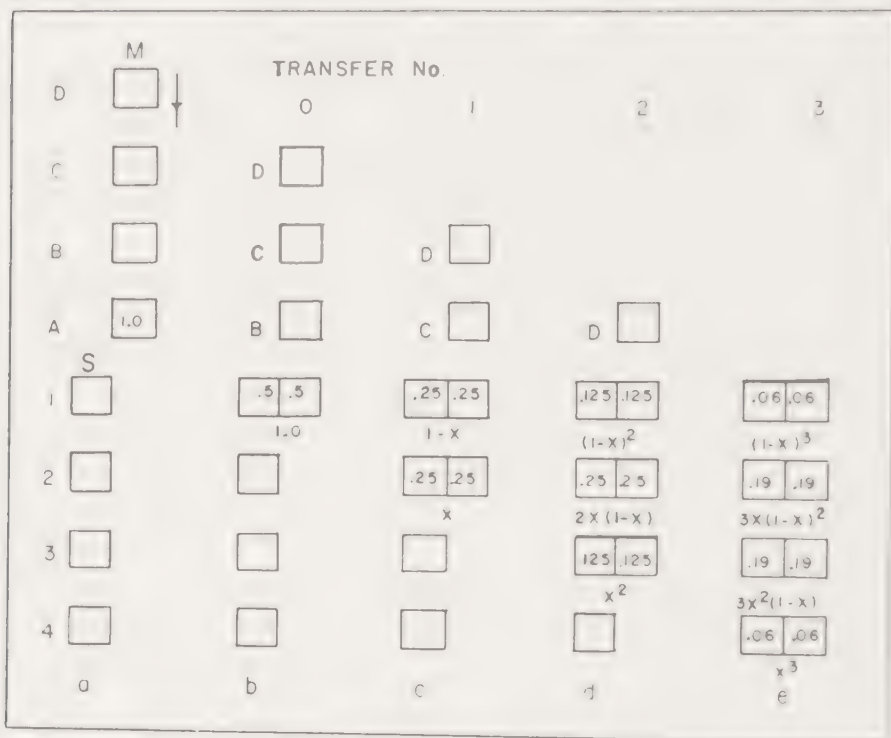 M
TRANSFER No.
D
0 1 2 3
C D
B C D
A 1.0 B C D
S
1 .5 .5 .25 .25 .125 .125 .06 .06
1.0 1-X (1-X)2 (1-X)3
2 .25 .25 .25 .25 .19 .19
X 2X(1-X) 3X(1-X)2
3 125 .125 .19 .19
X2 3X2(1-X)
4 .06 .06
x3
a b c d e